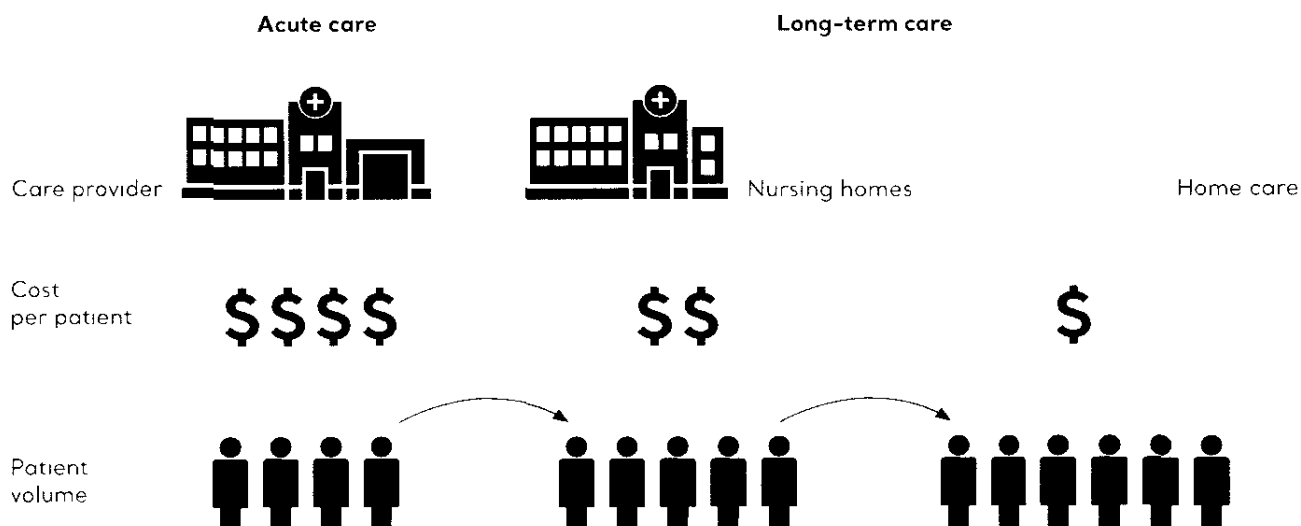 Acute care
Long-term care
Care provider
Nursing homes
Home care
Cost
per patient
$$$$
$$
$
Patient
volume